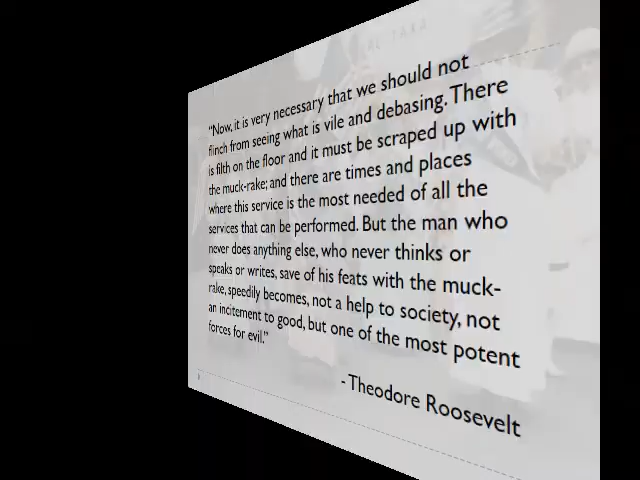 "Now, it is very necessary that we should not
flinch from seeing what is vile and debasing. There
is filth on the floor and it must be scraped up with
the muck-rake; and there are times and places
where this service is the most needed of all the
services that can be performed. But the man who
never does anything else, who never thinks or
speaks or writes, save of his feats with the muck-
rake, speedily becomes, not a help to society, not
an incitement to good, but one of the most potent
forces for evil."
- Theodore Roosevelt